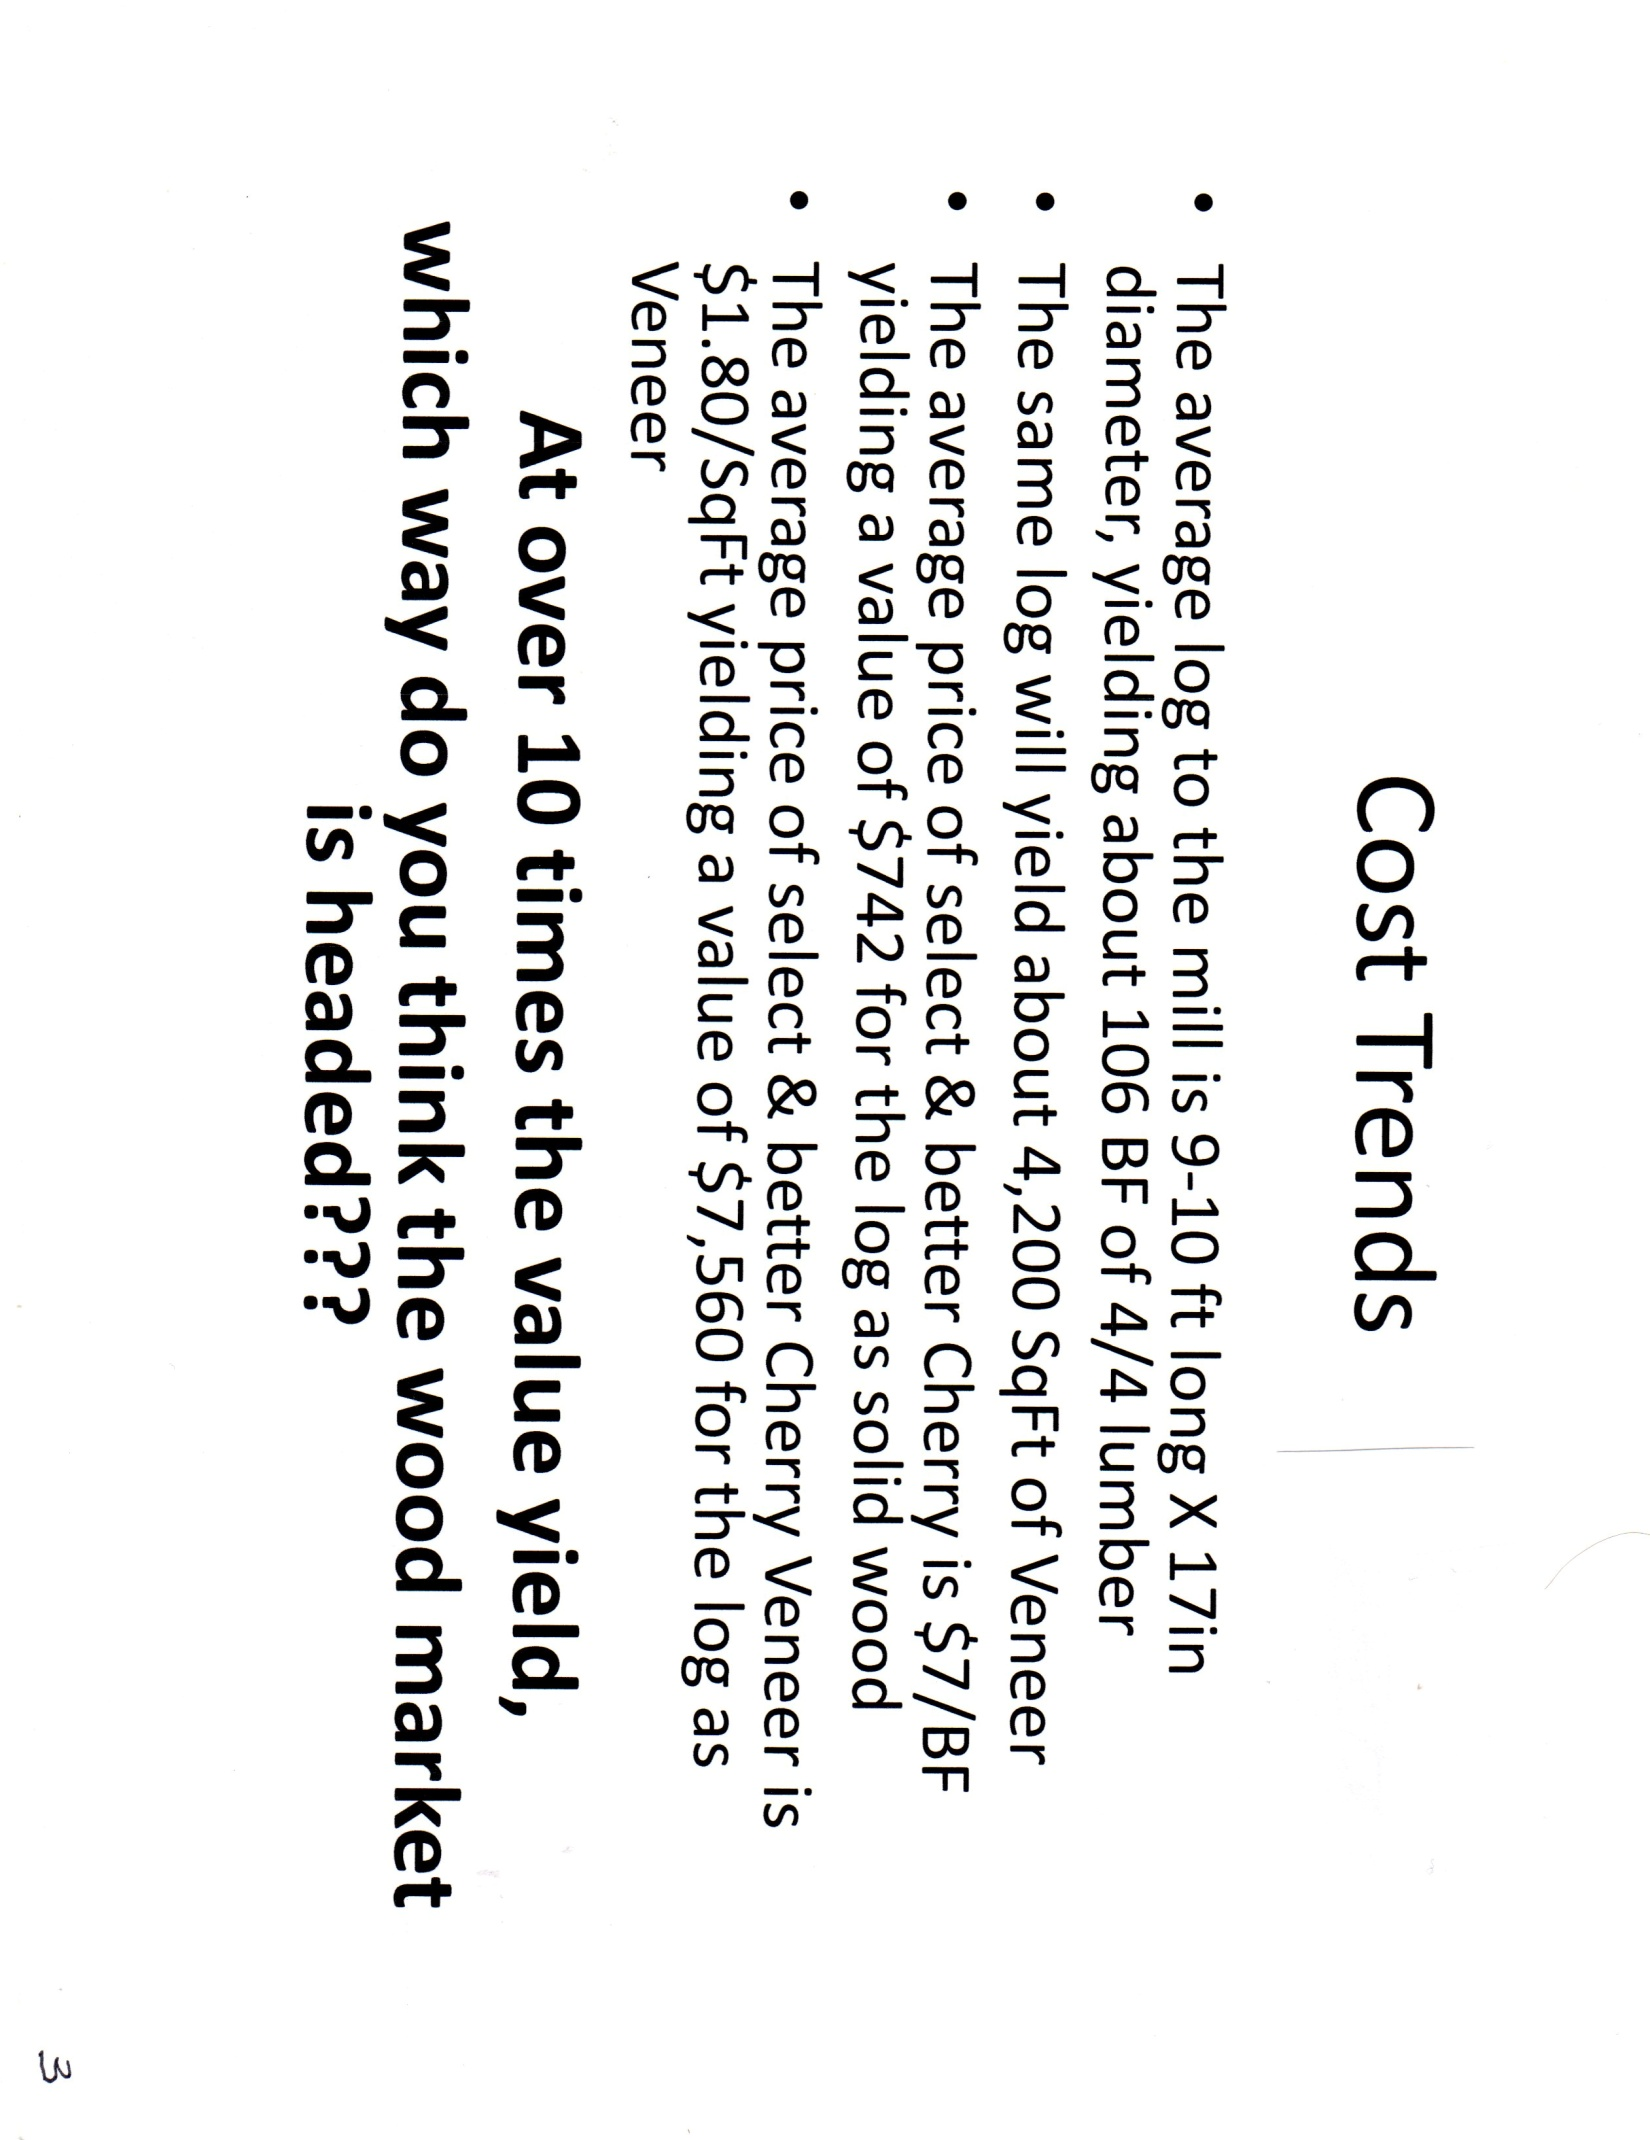 Cost Trends
• The average log to the mill is 9-10 ft long X 17in
diameter, yielding about 106 BF of 4/4 lumber
• The same log will yield about 4,200 SqFt of Veneer
• The average price of select & better Cherry is $7/BF
yielding a value of $742 for the log as solid wood
• The average price of select & better Cherry Veneer is
$1.80/SqFt yielding a value of $7,560 for the log as
Veneer
At over 10 times the value yield,
which way do you think the wood market
is headed???
3